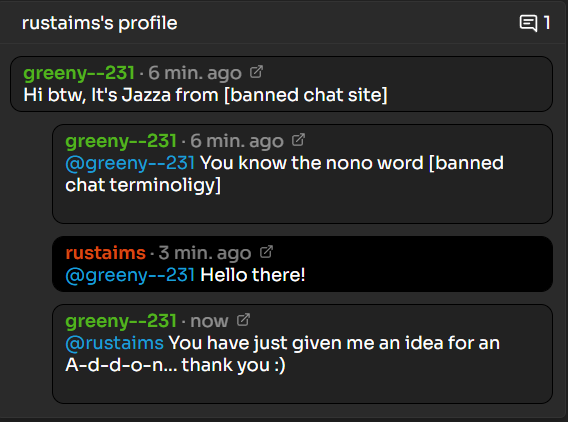 rustaims's profile 1
greeny--231 · 6 min. ago
Hi btw, It's Jazza from [banned chat site]
greeny--231 · 6 min. ago
@greeny--231 You know the nono word [banned
chat terminoligy]
rustaims · 3 min. ago
@greeny--231 Hello there!
greeny--231 · now
@rustaims You have just given me an idea for an
A-d-d-o-n... thank you :)